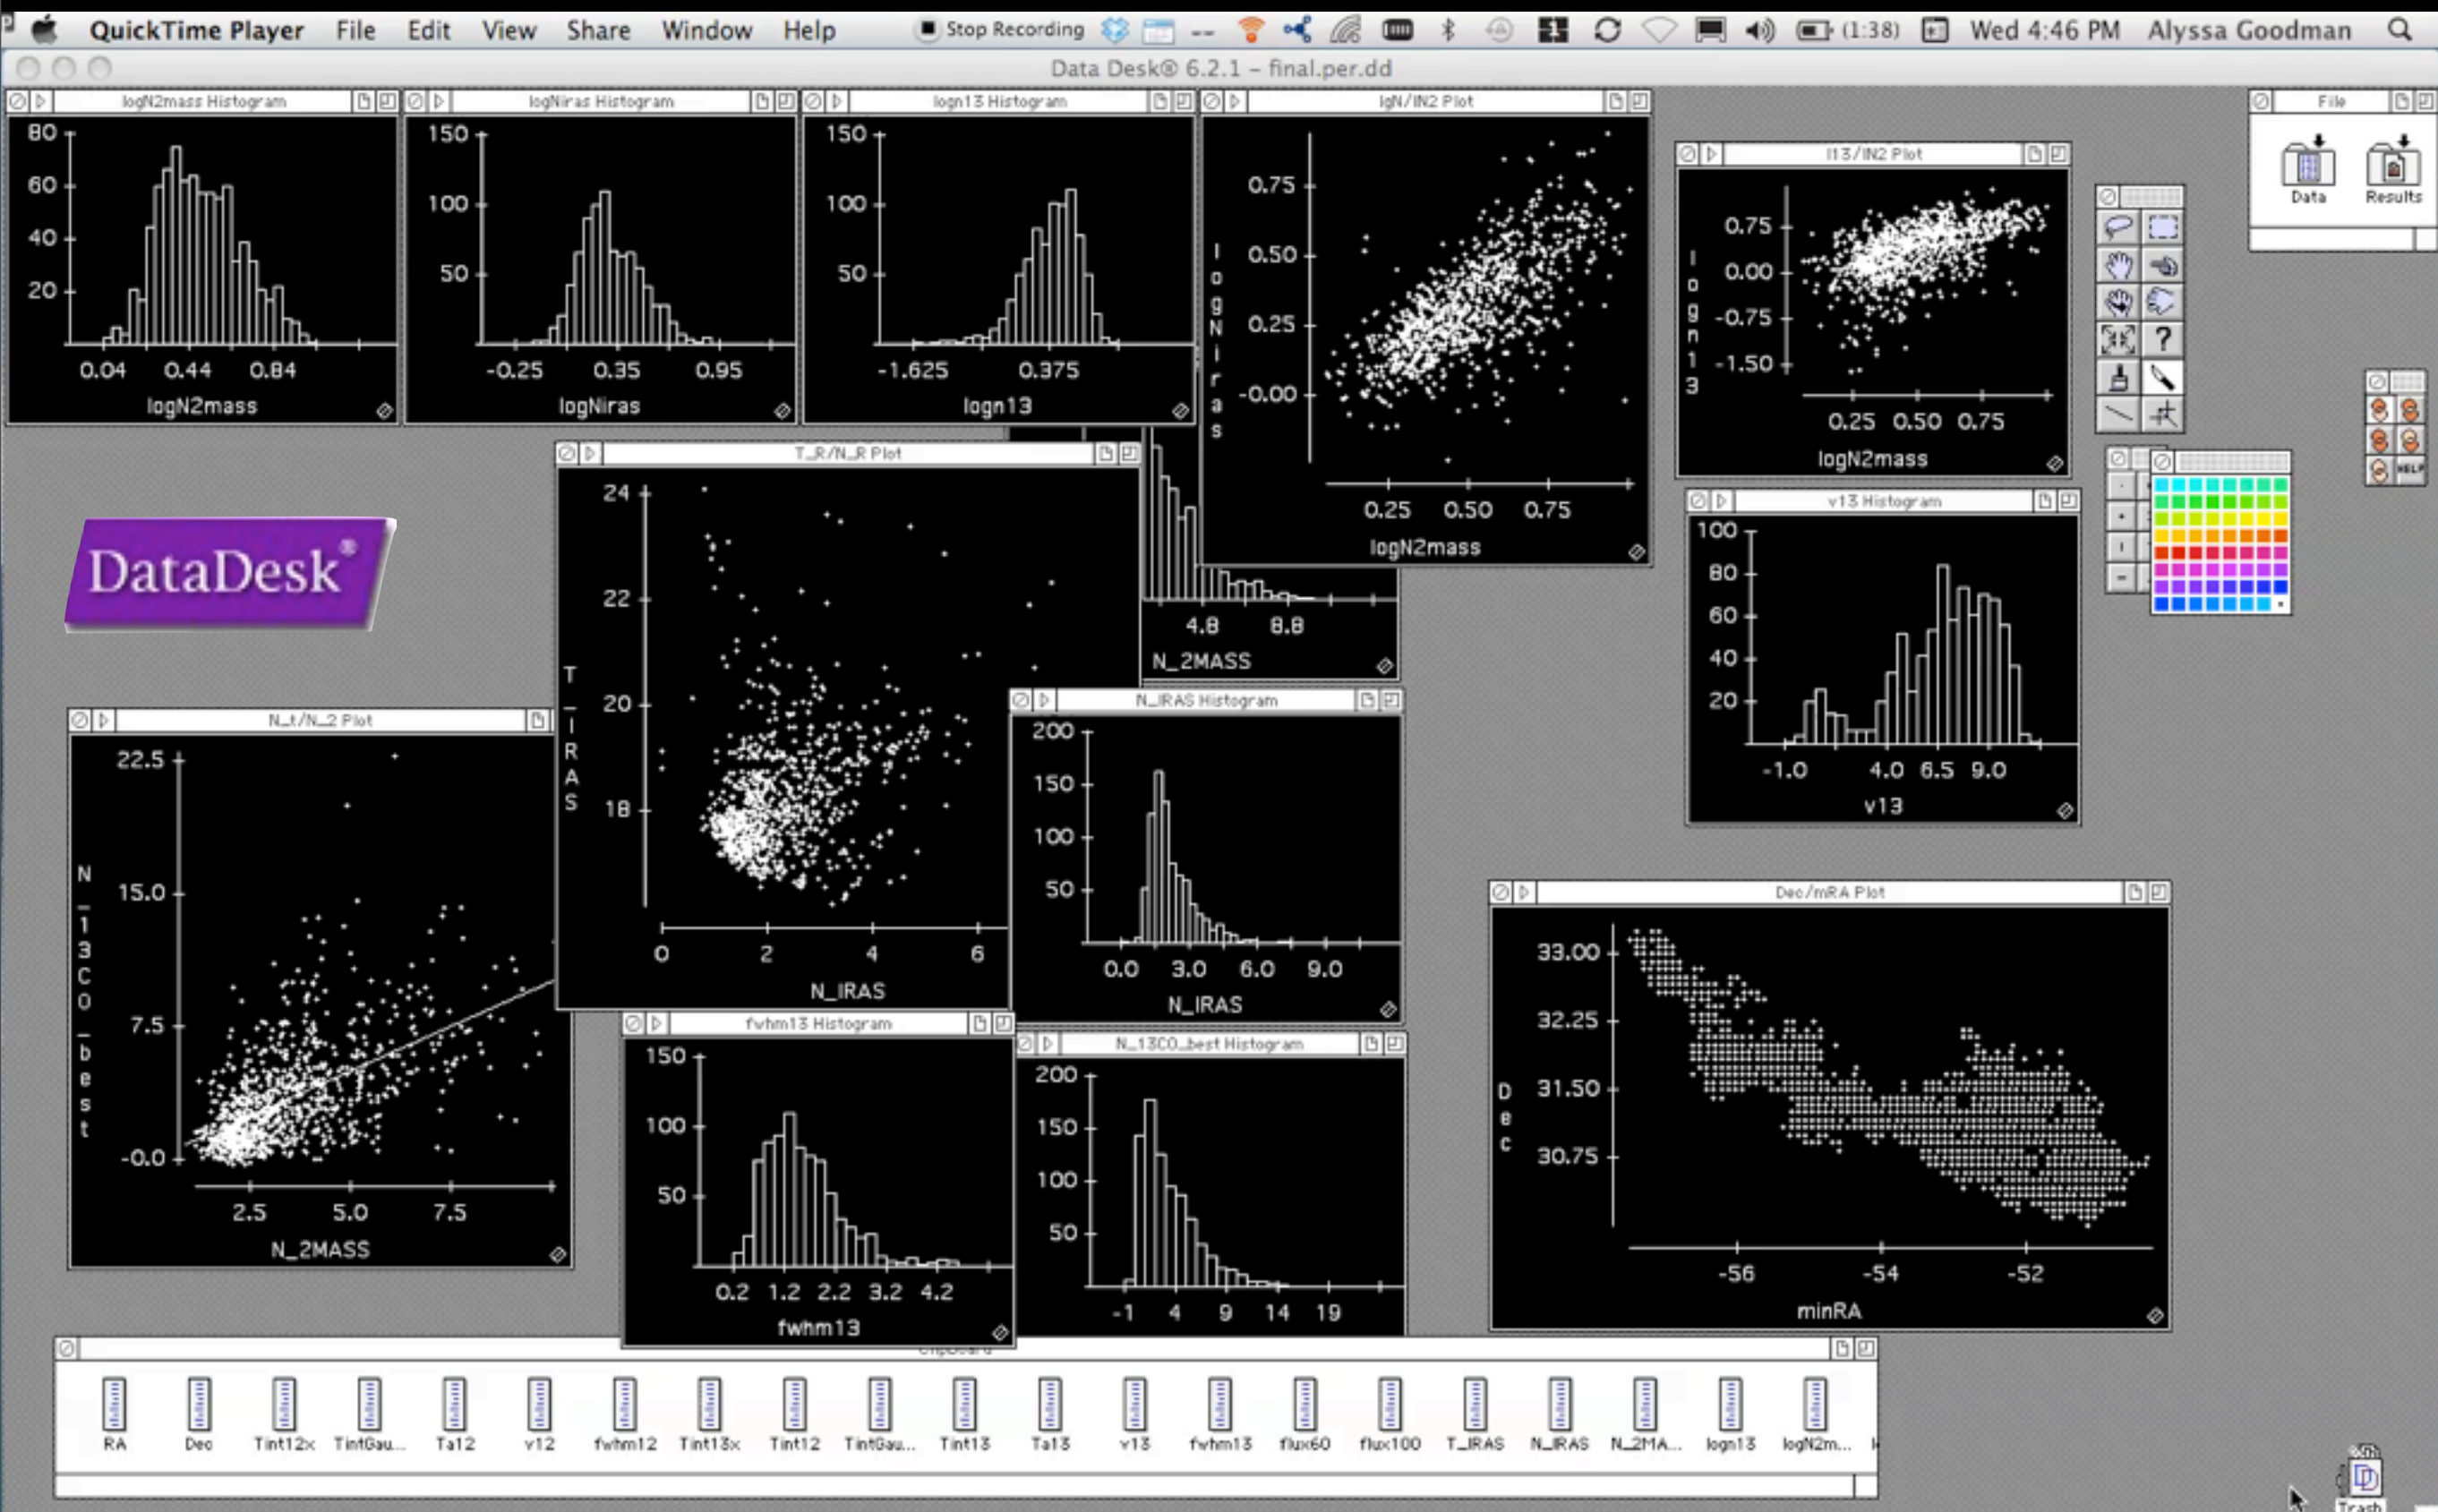 QuickTime Player File Edit View Share Window Help Stop Recording -- (1:38) Wed 4:46 PM Alyssa Goodman
Data Desk® 6.2.1 – final.per.dd
logN2mass Histogram
80
60
40
20
0.04 0.44 0.84
logN2mass
logNiras Histogram
150
100
50
-0.25 0.35 0.95
logNiras
logn13 Histogram
150
100
50
-1.625 0.375
logn13
lgN/lN2 Plot
0.75
0.50
0.25
-0.00
logNiras
0.25 0.50 0.75
logN2mass
l13/lN2 Plot
0.75
0.00
-0.75
-1.50
logn13
0.25 0.50 0.75
logN2mass
File
Data Results
?
HELP
DataDesk®
T_R/N_R Plot
24
22
20
18
T_IRAS
0 2 4 6
N_IRAS
4.8 8.8
N_2MASS
v13 Histogram
100
80
60
40
20
-1.0 4.0 6.5 9.0
v13
N_t/N_2 Plot
22.5
15.0
7.5
-0.0
N_13CO_best
2.5 5.0 7.5
N_2MASS
N_IRAS Histogram
200
150
100
50
0.0 3.0 6.0 9.0
N_IRAS
fwhm13 Histogram
150
100
50
0.2 1.2 2.2 3.2 4.2
fwhm13
N_13CO_best Histogram
200
150
100
50
-1 4 9 14 19
Dec/mRA Plot
33.00
32.25
31.50
30.75
Dec
-56 -54 -52
minRA
Clipboard
RA Dec Tint12x TintGau... Ta12 v12 fwhm12 Tint13x Tint12 TintGau... Tint13 Ta13 v13 fwhm13 flux60 flux100 T_IRAS N_IRAS N_2MA... logn13 logN2m...
Trash